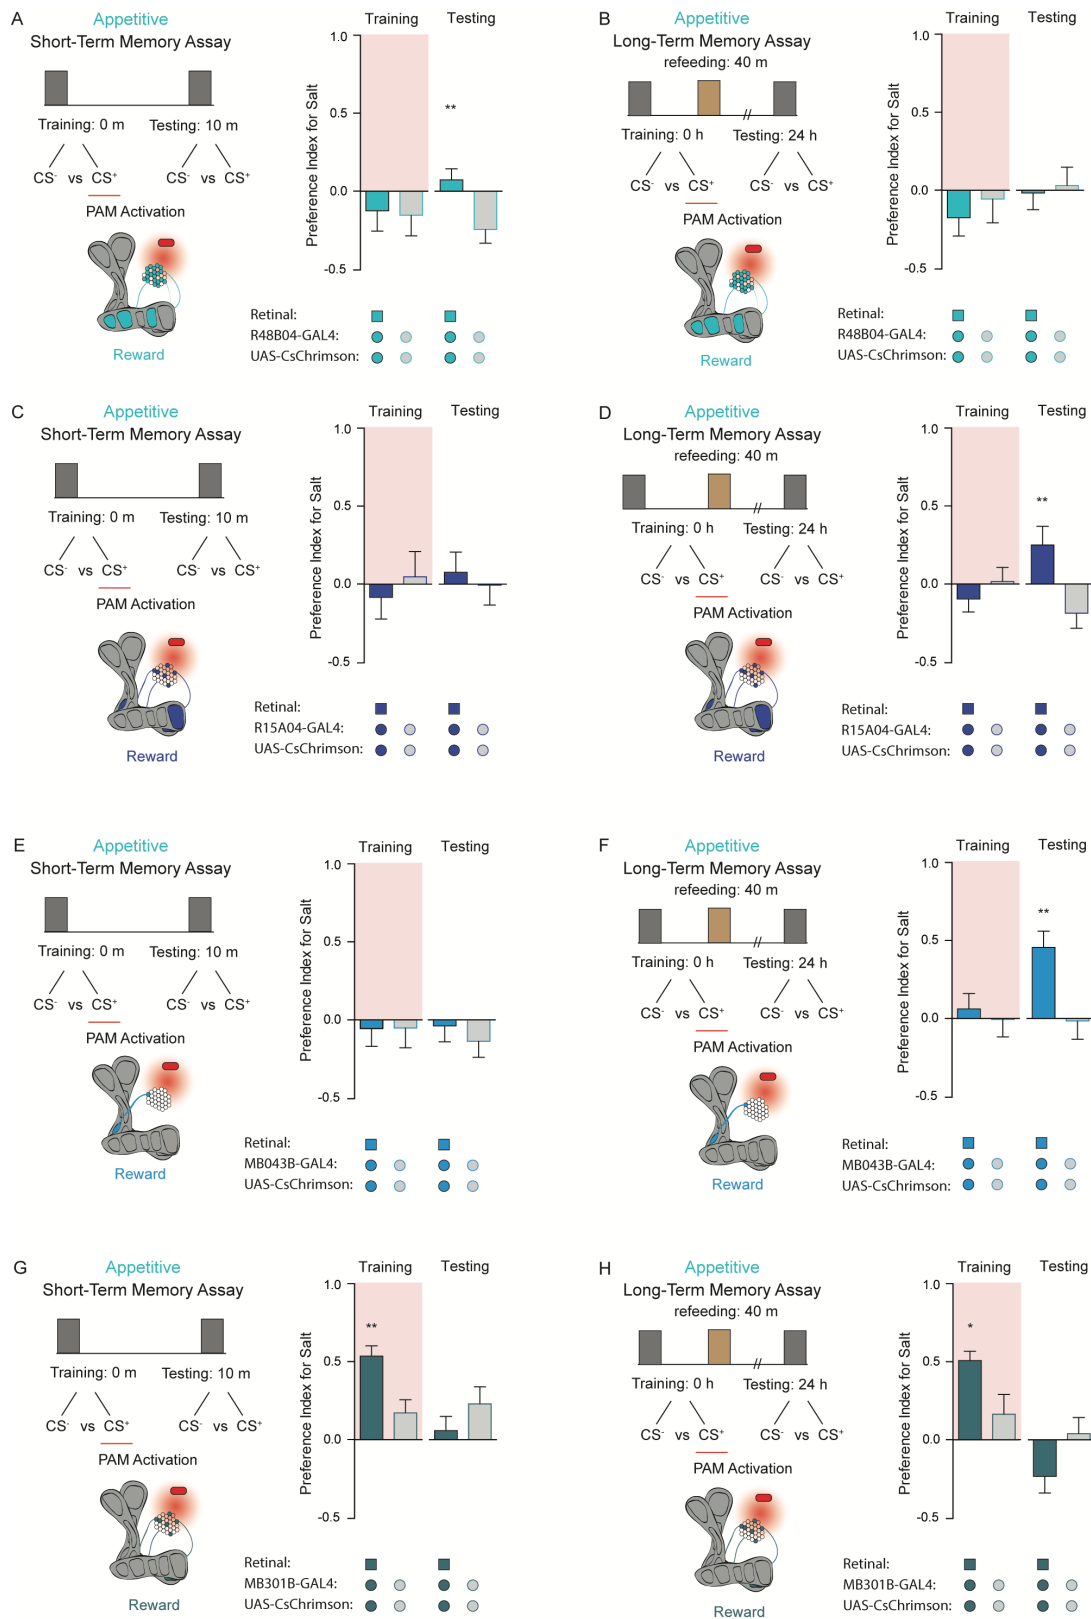 A
Appetitive
Short-Term Memory Assay
Training: 0 m
Testing: 10 m
CS- vs CS+
CS- vs CS+
PAM Activation
Reward
Training
Testing
Preference Index for Salt
1.0
0.5
0.0
-0.5
**
Retinal:
R48B04-GAL4:
UAS-CsChrimson:
B
Appetitive
Long-Term Memory Assay
refeeding: 40 m
Training: 0 h
Testing: 24 h
CS- vs CS+
CS- vs CS+
PAM Activation
Reward
Training
Testing
Preference Index for Salt
1.0
0.5
0.0
-0.5
Retinal:
R48B04-GAL4:
UAS-CsChrimson:
C
Appetitive
Short-Term Memory Assay
Training: 0 m
Testing: 10 m
CS- vs CS+
CS- vs CS+
PAM Activation
Reward
Training
Testing
Preference Index for Salt
1.0
0.5
0.0
-0.5
Retinal:
R15A04-GAL4:
UAS-CsChrimson:
D
Appetitive
Long-Term Memory Assay
refeeding: 40 m
Training: 0 h
Testing: 24 h
CS- vs CS+
CS- vs CS+
PAM Activation
Reward
Training
Testing
Preference Index for Salt
1.0
0.5
0.0
-0.5
**
Retinal:
R15A04-GAL4:
UAS-CsChrimson:
E
Appetitive
Short-Term Memory Assay
Training: 0 m
Testing: 10 m
CS- vs CS+
CS- vs CS+
PAM Activation
Reward
Training
Testing
Preference Index for Salt
1.0
0.5
0.0
-0.5
Retinal:
MB043B-GAL4:
UAS-CsChrimson:
F
Appetitive
Long-Term Memory Assay
refeeding: 40 m
Training: 0 h
Testing: 24 h
CS- vs CS+
CS- vs CS+
PAM Activation
Reward
Training
Testing
Preference Index for Salt
1.0
0.5
0.0
-0.5
**
Retinal:
MB043B-GAL4:
UAS-CsChrimson:
G
Appetitive
Short-Term Memory Assay
Training: 0 m
Testing: 10 m
CS- vs CS+
CS- vs CS+
PAM Activation
Reward
Training
Testing
Preference Index for Salt
1.0
0.5
0.0
-0.5
**
Retinal:
MB301B-GAL4:
UAS-CsChrimson:
H
Appetitive
Long-Term Memory Assay
refeeding: 40 m
Training: 0 h
Testing: 24 h
CS- vs CS+
CS- vs CS+
PAM Activation
Reward
Training
Testing
Preference Index for Salt
1.0
0.5
0.0
-0.5
*
Retinal:
MB301B-GAL4:
UAS-CsChrimson: